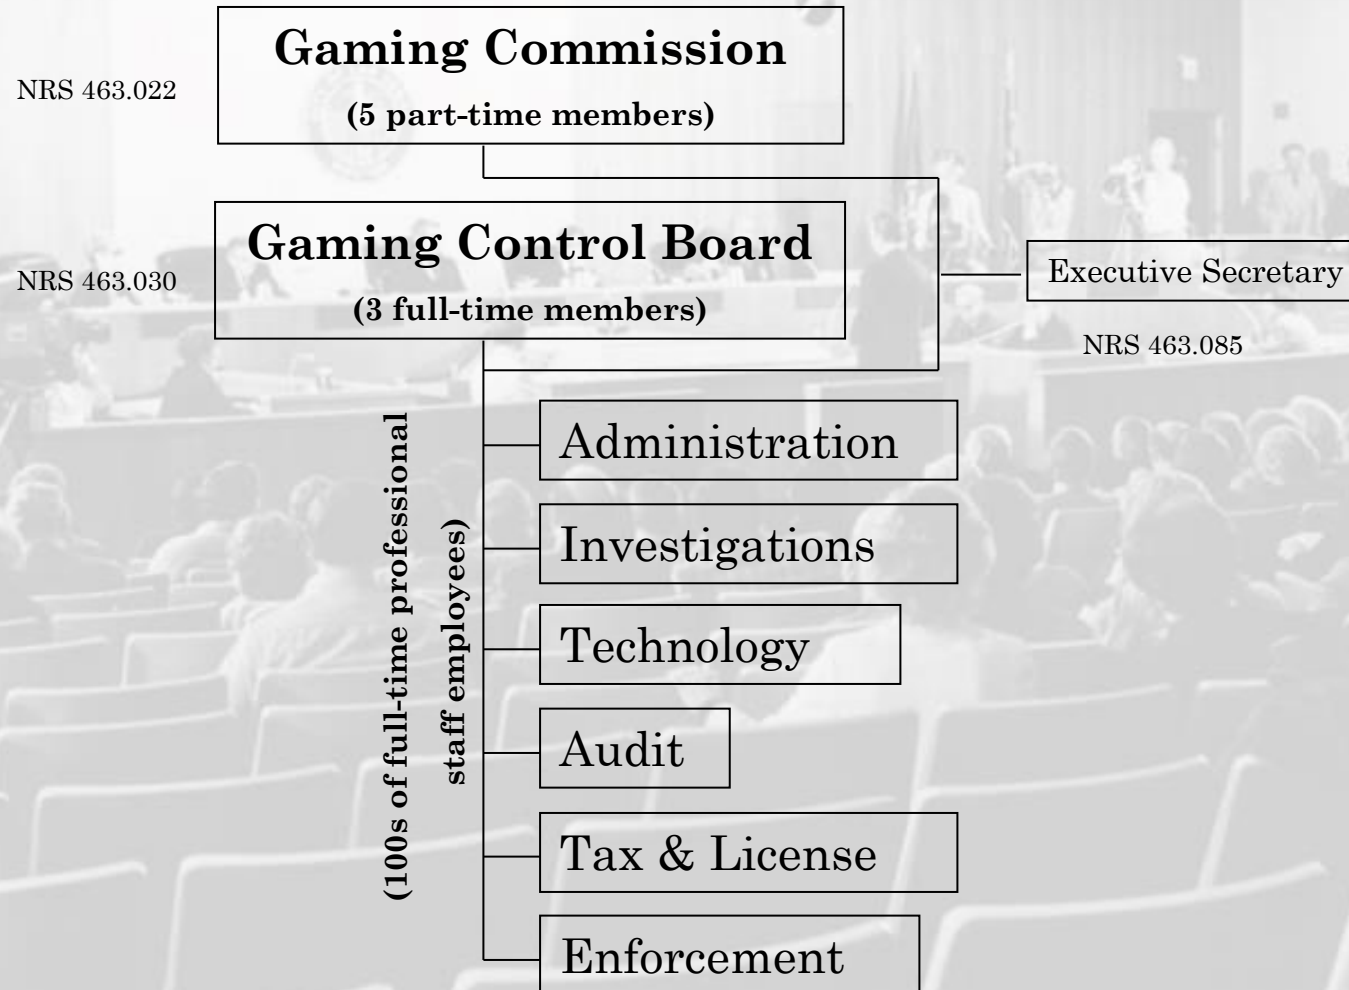 Gaming Commission
(5 part-time members)
NRS 463.022
Gaming Control Board
(3 full-time members)
NRS 463.030
Executive Secretary
NRS 463.085
(100s of full-time professional
staff employees)
Administration
Investigations
Technology
Audit
Tax & License
Enforcement